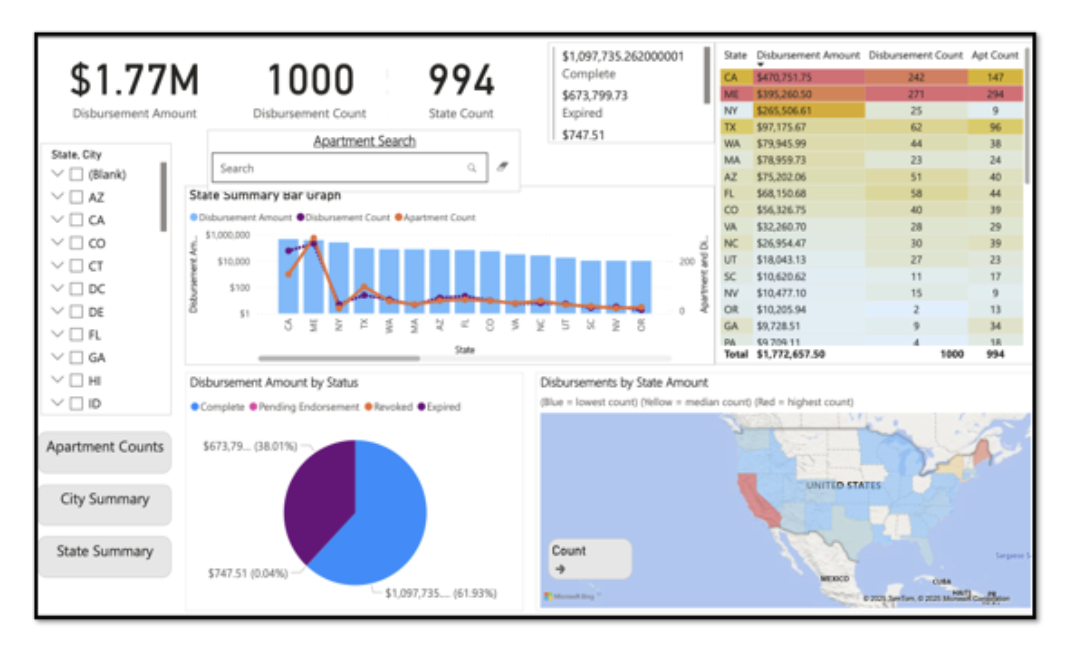 $1.77M
Disbursement Amount
1000
Disbursement Count
994
State Count
$1,097,735.262000001
Complete
$673,799.73
Expired
$747.51
Apartment Search
Search
State, City
(Blank)
AZ
CA
CO
CT
DC
DE
FL
GA
HI
ID
Apartment Counts
City Summary
State Summary
State Summary Bar Graph
Disbursement Amount Disbursement Count Apartment Count
Disbursement Am...
$1,000,000
$10,000
$100
$1
200
0
Apartment and Di...
CA ME NY TX WA MA AZ FL CO VA NC UT SC NV OR
State
State Disbursement Amount Disbursement Count Apt Count
CA $470,751.75 242 147
ME $395,260.50 271 294
NY $265,506.61 25 9
TX $97,175.67 62 96
WA $79,945.99 44 38
MA $78,959.73 23 24
AZ $75,202.06 51 40
FL $68,150.68 58 44
CO $56,326.75 40 39
VA $32,260.70 28 29
NC $26,954.47 30 39
UT $18,043.13 27 23
SC $10,620.62 11 17
NV $10,477.10 15 9
OR $10,205.94 2 13
GA $9,728.51 9 34
PA $9,709.11 4 18
Total $1,772,657.50 1000 994
Disbursement Amount by Status
Complete Pending Endorsement Revoked Expired
$673,79... (38.01%)
$747.51 (0.04%)
$1,097,735.... (61.93%)
Disbursements by State Amount
(Blue = lowest count) (Yellow = median count) (Red = highest count)
UNITED STATES
MEXICO
CUBA
HAITI
PR
Sargasso S
Count
Microsoft Bing
© 2025 TomTom, © 2025 Microsoft Corporation